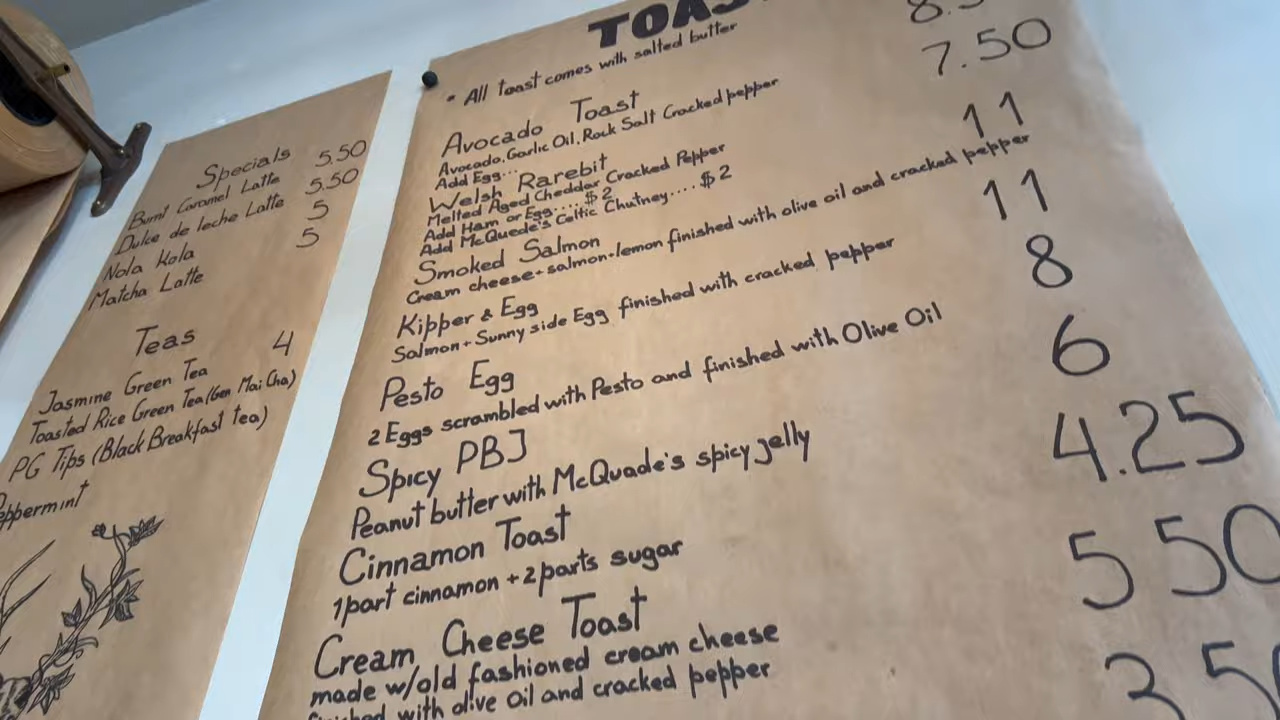 Specials
Burnt Caramel Latte 5.50
Dulce de leche Latte 5.50
Nola Kola 5
Matcha Latte 5
Teas
Jasmine Green Tea 4
Toasted Rice Green Tea (Gen Mai Cha)
PG Tips (Black Breakfast tea)
eppermint
TOAS
• All toast comes with salted butter
Avocado Toast 8.5
Avocado, Garlic Oil, Rock Salt Cracked pepper
Add Egg...
Welsh Rarebit 7.50
Melted Aged Cheddar Cracked Pepper
Add Ham or Egg.....$2
Add McQuede's Celtic Chutney....$2
Smoked Salmon 11
Cream cheese+salmon+lemon finished with olive oil and cracked pepper
Kipper & Egg 11
Salmon + Sunny side Egg finished with cracked pepper
Pesto Egg 8
2 Eggs scrambled with Pesto and finished with Olive Oil
Spicy PBJ 6
Peanut butter with McQuade's spicy jelly
Cinnamon Toast 4.25
1 part cinnamon + 2 parts sugar
Cream Cheese Toast 5 50
made w/old fashioned cream cheese
finished with olive oil and cracked pepper
3.50